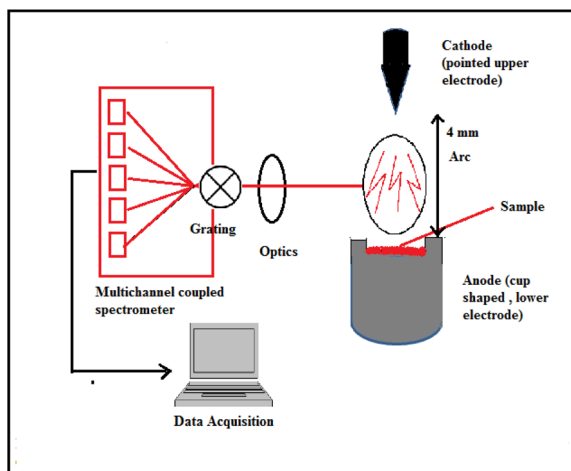 Cathode
(pointed upper
electrode)
4 mm
Arc
Sample
Grating
Optics
Anode (cup
shaped , lower
electrode)
Multichannel coupled
spectrometer
Data Acquisition